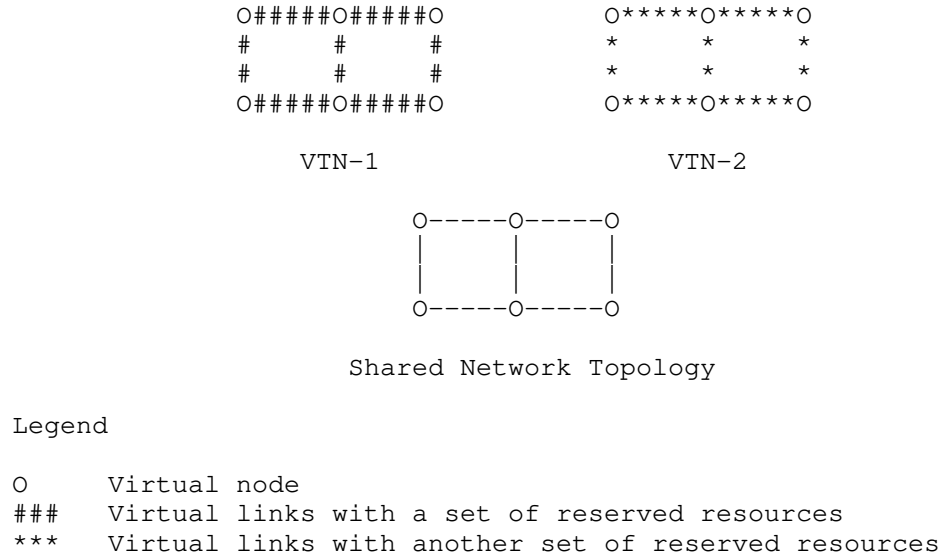 O#####O#####O O*****O*****O
# # # * * *
# # # * * *
O#####O#####O O*****O*****O
VTN-1 VTN-2
O-----O-----O
| | |
| | |
O-----O-----O
Shared Network Topology
Legend
O Virtual node
### Virtual links with a set of reserved resources
*** Virtual links with another set of reserved resources